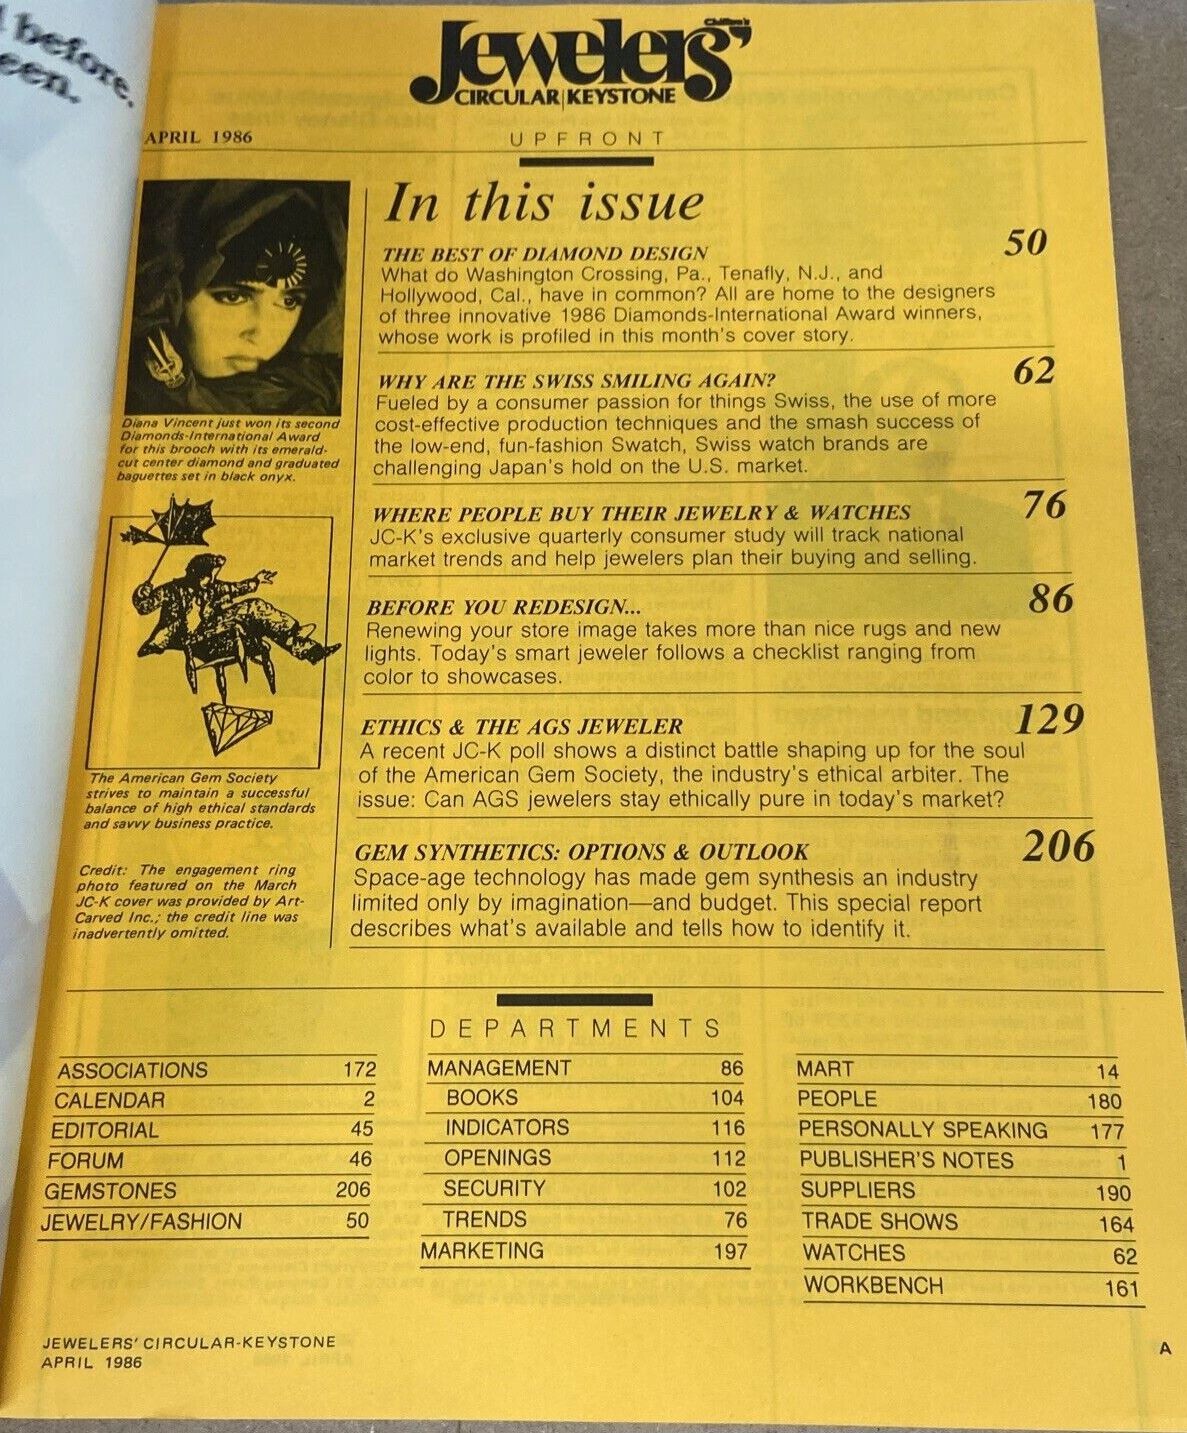 before.
een.
Chilton's
Jewelers'
CIRCULAR|KEYSTONE
APRIL 1986
UPFRONT
In this issue
THE BEST OF DIAMOND DESIGN 50
What do Washington Crossing, Pa., Tenafly, N.J., and
Hollywood, Cal., have in common? All are home to the designers
of three innovative 1986 Diamonds-International Award winners,
whose work is profiled in this month's cover story.
WHY ARE THE SWISS SMILING AGAIN? 62
Fueled by a consumer passion for things Swiss, the use of more
cost-effective production techniques and the smash success of
the low-end, fun-fashion Swatch, Swiss watch brands are
challenging Japan's hold on the U.S. market.
WHERE PEOPLE BUY THEIR JEWELRY & WATCHES 76
JC-K's exclusive quarterly consumer study will track national
market trends and help jewelers plan their buying and selling.
BEFORE YOU REDESIGN... 86
Renewing your store image takes more than nice rugs and new
lights. Today's smart jeweler follows a checklist ranging from
color to showcases.
ETHICS & THE AGS JEWELER 129
A recent JC-K poll shows a distinct battle shaping up for the soul
of the American Gem Society, the industry's ethical arbiter. The
issue: Can AGS jewelers stay ethically pure in today's market?
GEM SYNTHETICS: OPTIONS & OUTLOOK 206
Space-age technology has made gem synthesis an industry
limited only by imagination—and budget. This special report
describes what's available and tells how to identify it.
Diana Vincent just won its second
Diamonds-International Award
for this brooch with its emerald-
cut center diamond and graduated
baguettes set in black onyx.
The American Gem Society
strives to maintain a successful
balance of high ethical standards
and savvy business practice.
Credit: The engagement ring
photo featured on the March
JC-K cover was provided by Art-
Carved Inc.; the credit line was
inadvertently omitted.
DEPARTMENTS
ASSOCIATIONS 172
CALENDAR 2
EDITORIAL 45
FORUM 46
GEMSTONES 206
JEWELRY/FASHION 50
MANAGEMENT 86
BOOKS 104
INDICATORS 116
OPENINGS 112
SECURITY 102
TRENDS 76
MARKETING 197
MART 14
PEOPLE 180
PERSONALLY SPEAKING 177
PUBLISHER'S NOTES 1
SUPPLIERS 190
TRADE SHOWS 164
WATCHES 62
WORKBENCH 161
JEWELERS' CIRCULAR-KEYSTONE
APRIL 1986
A